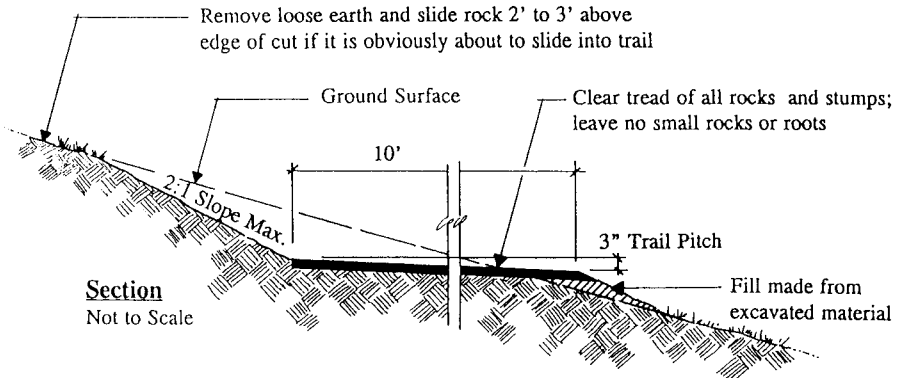 Remove loose earth and slide rock 2' to 3' above
edge of cut if it is obviously about to slide into trail
Ground Surface
Clear tread of all rocks and stumps;
leave no small rocks or roots
10'
2:1 Slope Max.
3" Trail Pitch
Section
Not to Scale
Fill made from
excavated material